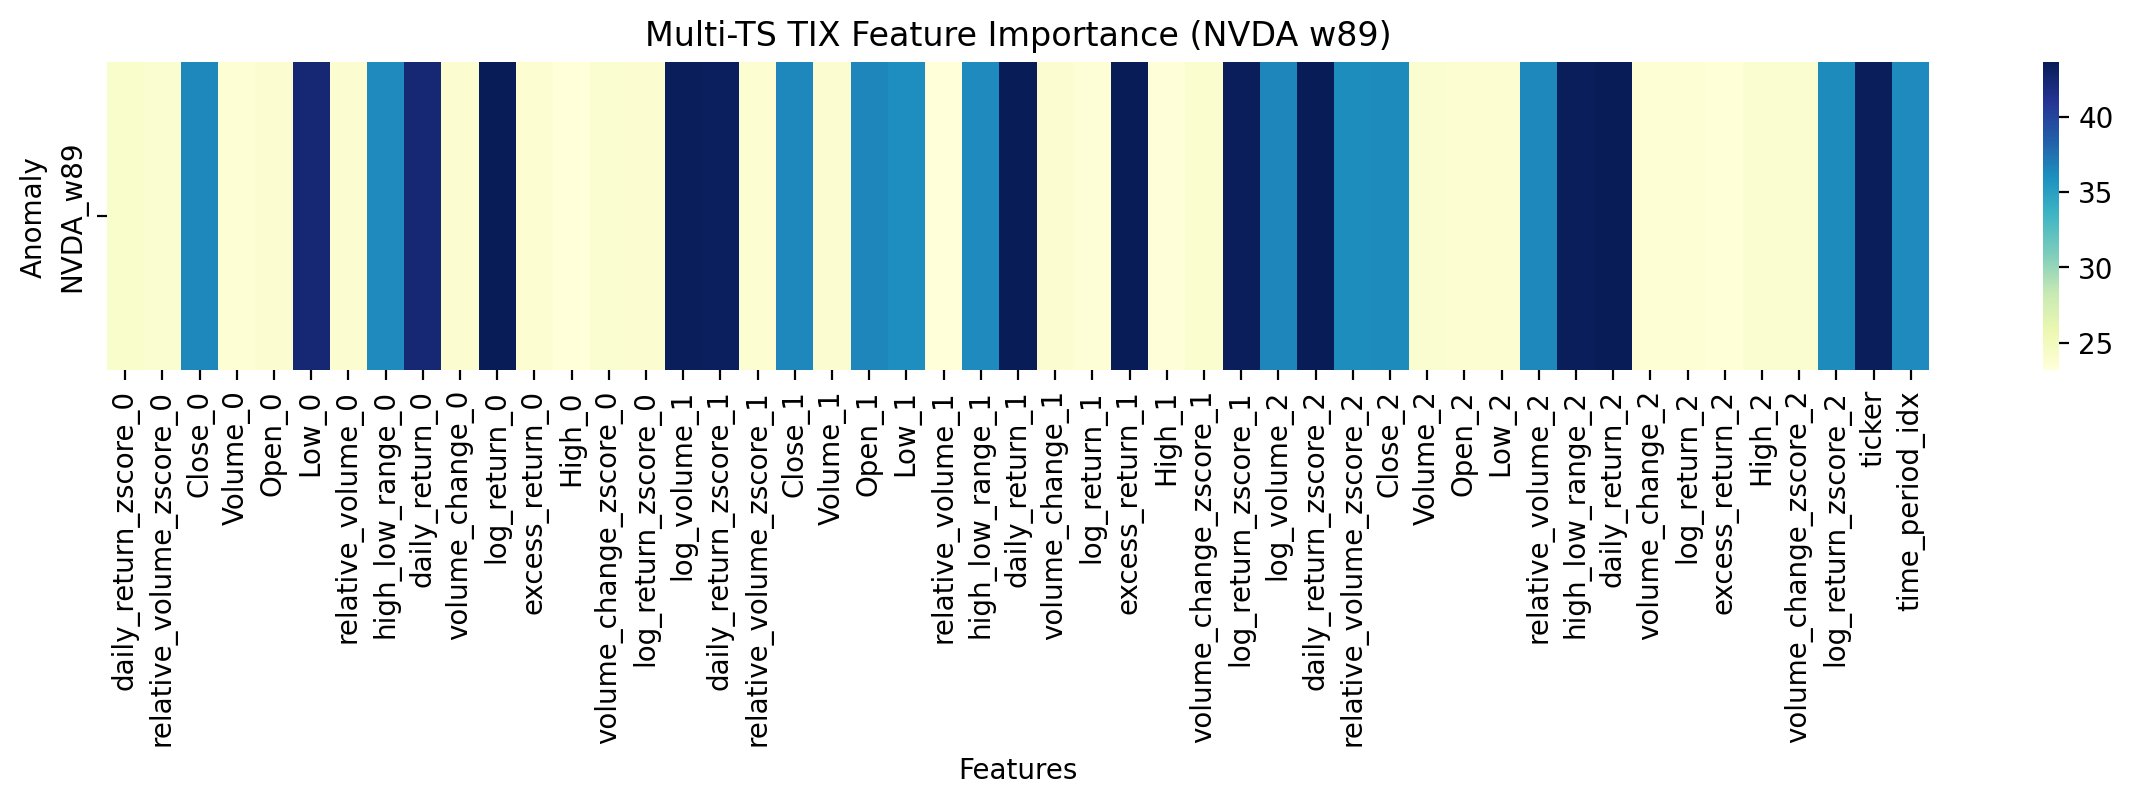 Multi-TS TIX Feature Importance (NVDA w89)
Anomaly
NVDA_w89
40
35
30
25
daily_return_zscore_0
relative_volume_zscore_0
Close_0
Volume_0
Open_0
Low_0
relative_volume_0
high_low_range_0
daily_return_0
volume_change_0
log_return_0
excess_return_0
High_0
volume_change_zscore_0
log_return_zscore_0
log_volume_1
daily_return_zscore_1
relative_volume_zscore_1
Close_1
Volume_1
Open_1
Low_1
relative_volume_1
high_low_range_1
daily_return_1
volume_change_1
log_return_1
excess_return_1
High_1
volume_change_zscore_1
log_return_zscore_1
log_volume_2
daily_return_zscore_2
relative_volume_zscore_2
Close_2
Volume_2
Open_2
Low_2
relative_volume_2
high_low_range_2
daily_return_2
volume_change_2
log_return_2
excess_return_2
High_2
volume_change_zscore_2
log_return_zscore_2
ticker
time_period_idx
Features